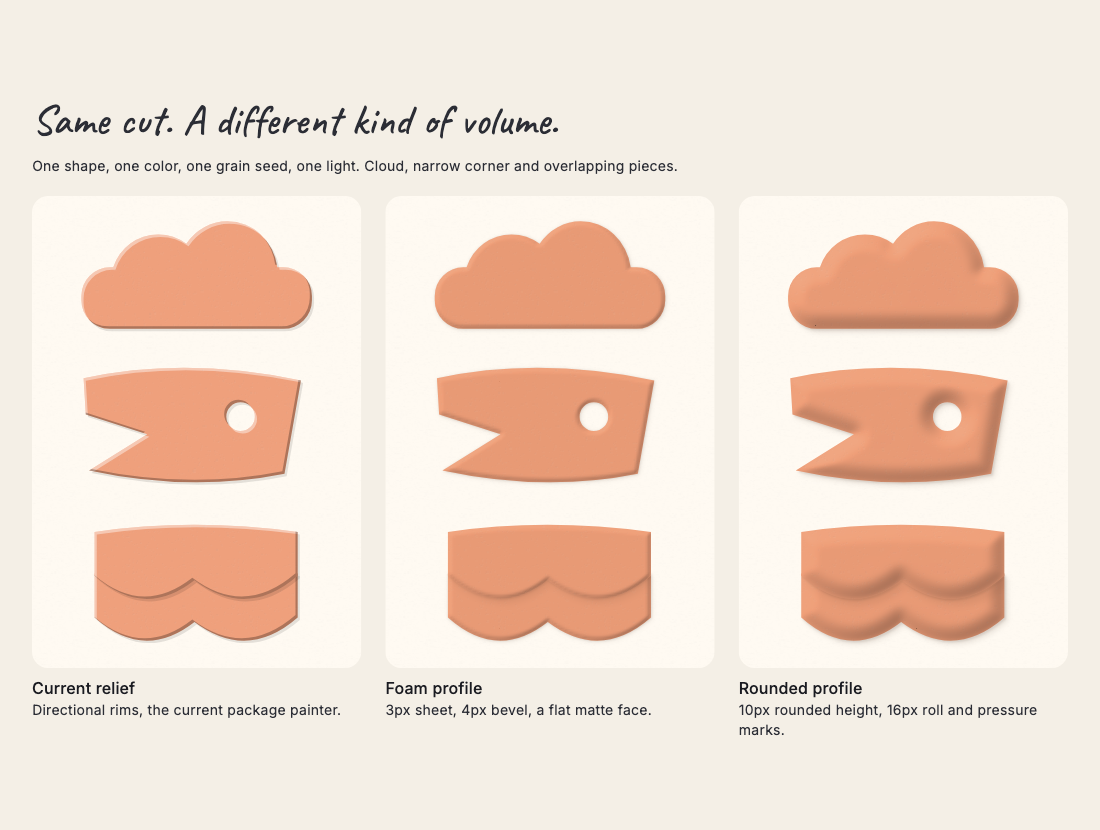 Same cut. A different kind of volume.
One shape, one color, one grain seed, one light. Cloud, narrow corner and overlapping pieces.
Current relief
Directional rims, the current package painter.
Foam profile
3px sheet, 4px bevel, a flat matte face.
Rounded profile
10px rounded height, 16px roll and pressure
marks.